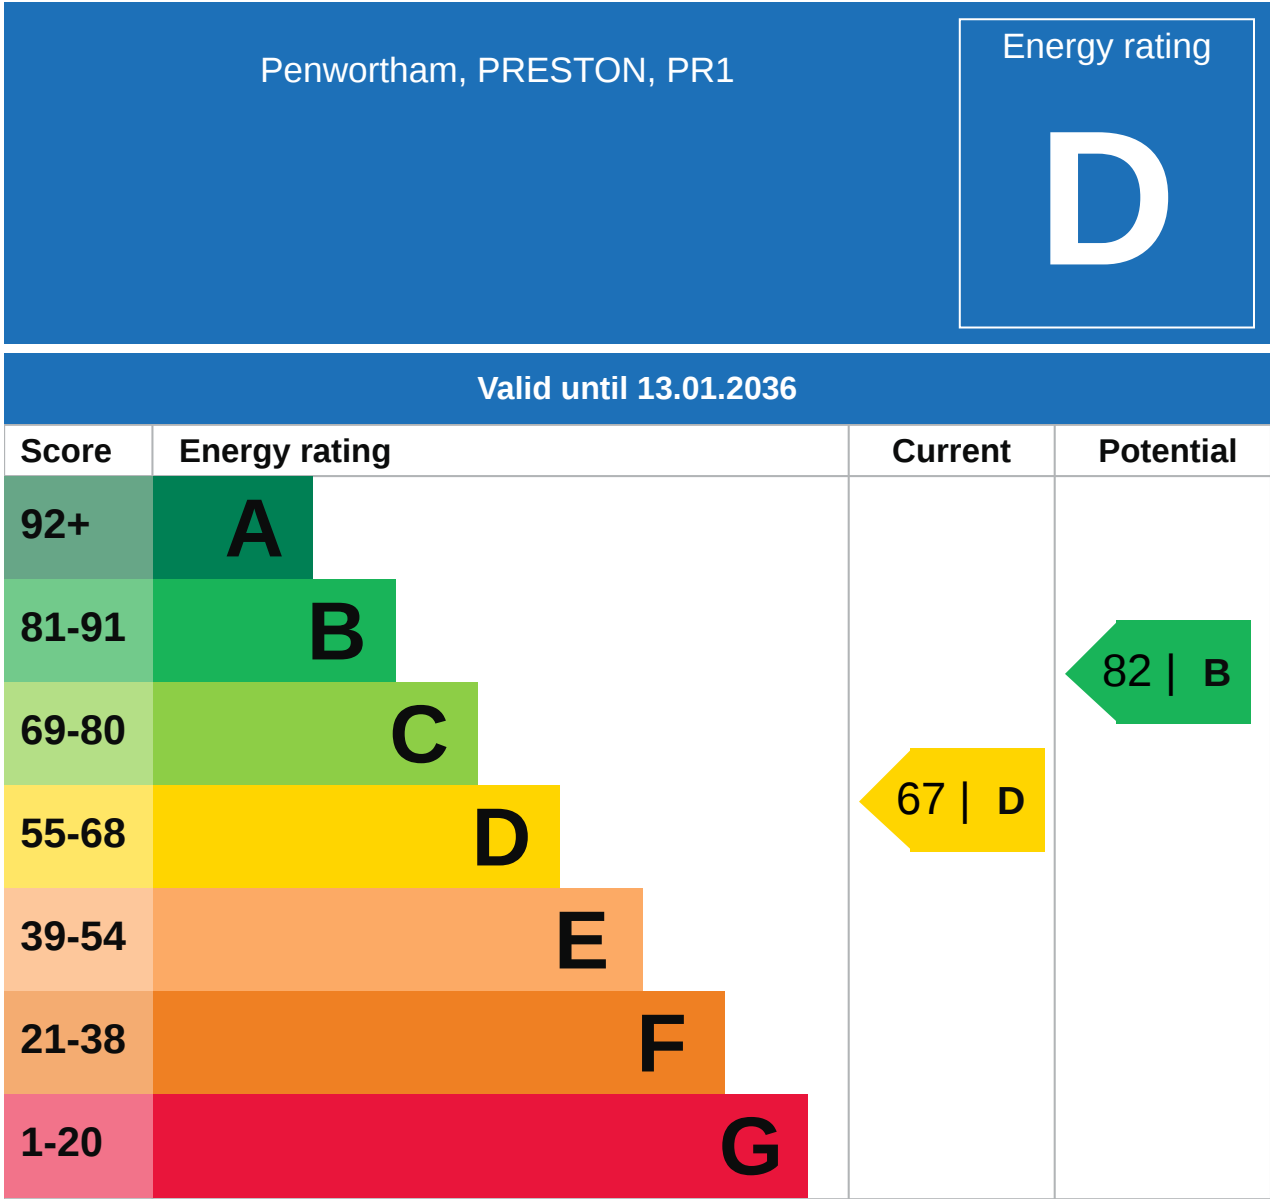 Penwortham, PRESTON, PR1
Energy rating
D
Valid until 13.01.2036
Score Energy rating Current Potential
92+ A
81-91 B
82 | B
69-80 C
67 | D
55-68 D
39-54 E
21-38 F
1-20 G